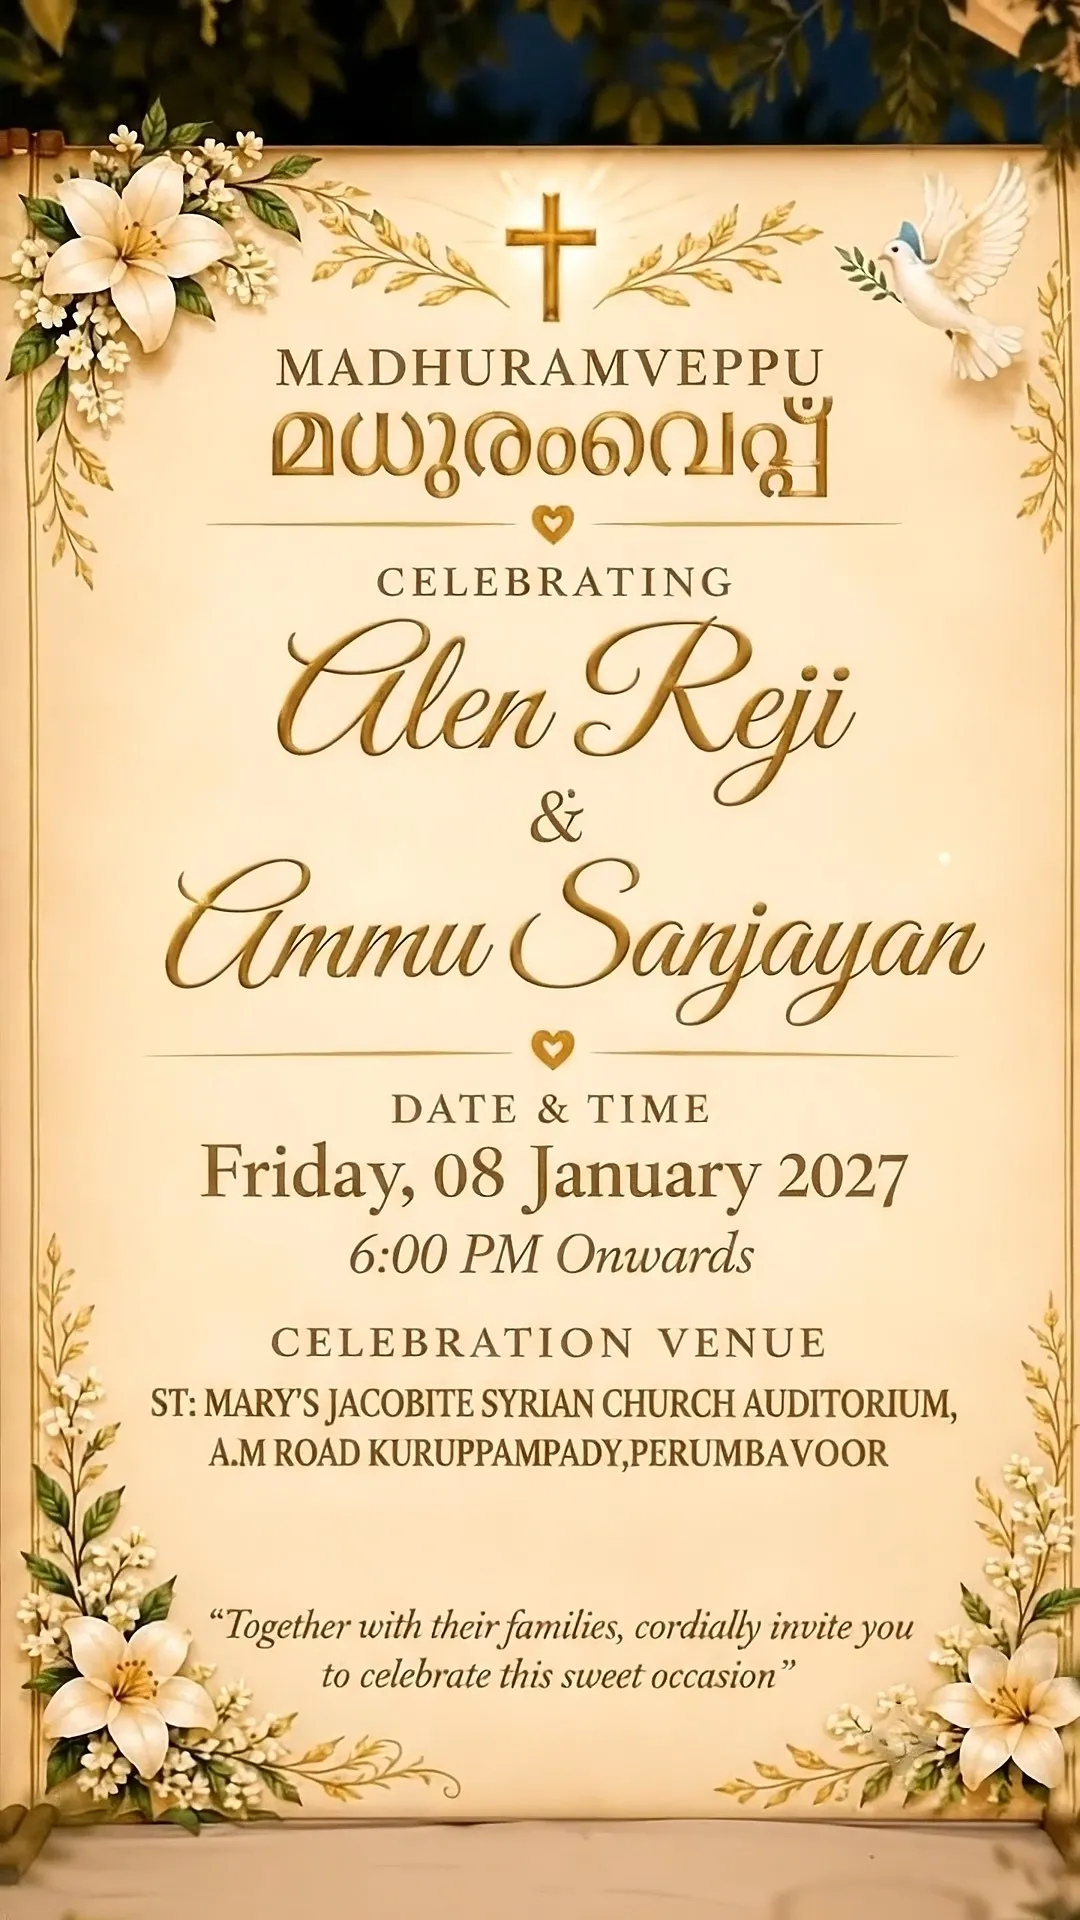 MADHURAMVEPPU
മധുരംവെപ്പ്
CELEBRATING
Alen Reji
&
Ammu Sanjayan
DATE & TIME
Friday, 08 January 2027
6:00 PM Onwards
CELEBRATION VENUE
ST: MARY'S JACOBITE SYRIAN CHURCH AUDITORIUM,
A.M ROAD KURUPPAMPADY,PERUMBAVOOR
“Together with their families, cordially invite you
to celebrate this sweet occasion”